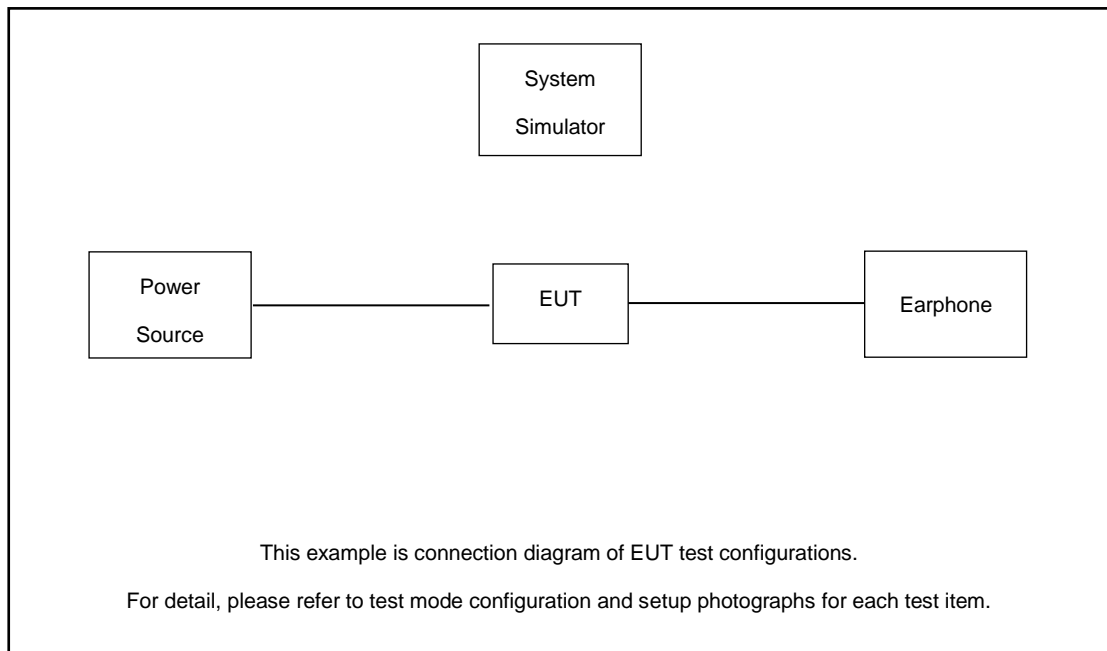 System
Simulator
Power
Source
EUT
Earphone
This example is connection diagram of EUT test configurations.
For detail, please refer to test mode configuration and setup photographs for each test item.